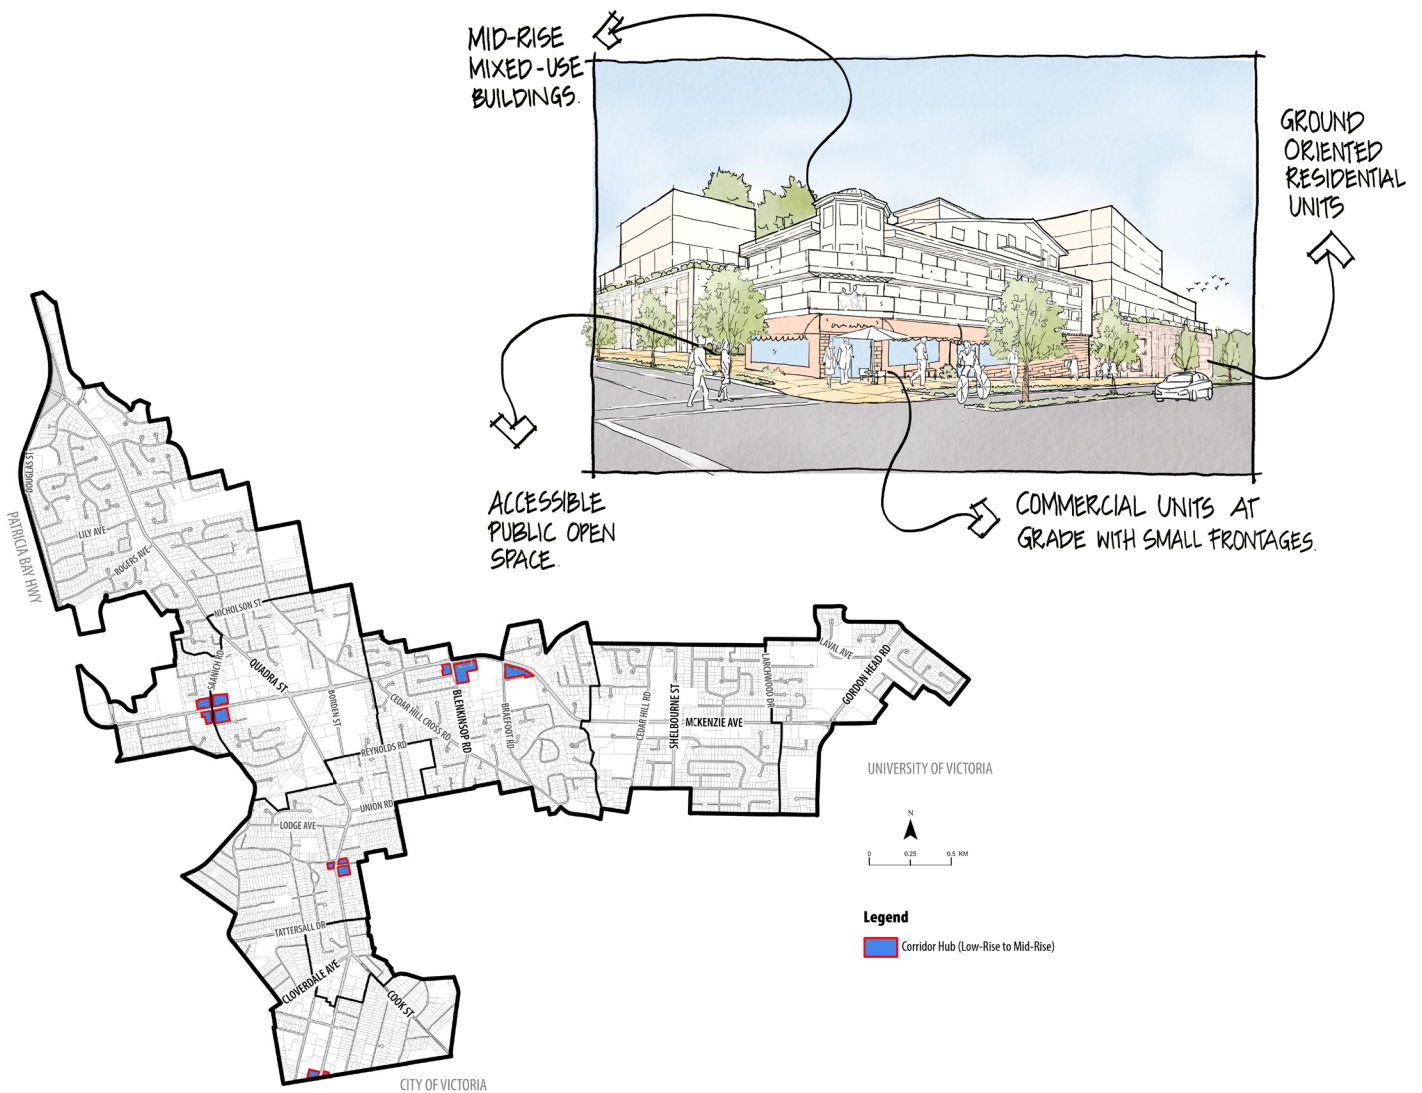 MID-RISE
MIXED-USE
BUILDINGS.
GROUND
ORIENTED
RESIDENTIAL
UNITS
ACCESSIBLE
PUBLIC OPEN
SPACE.
COMMERCIAL UNITS AT
GRADE WITH SMALL FRONTAGES.
DOUGLAS ST
PATRICIA BAY HWY
LILY AVE
ROGERS AVE
NICHOLSON ST
SAANICH RD
QUADRA ST
BORDEN ST
CEDAR HILL CROSS RD
BLENKINSOP RD
BRAEFOOT RD
REYNOLDS RD
CEDAR HILL RD
SHELBOURNE ST
MCKENZIE AVE
LARCHWOOD DR
LAVAL AVE
GORDON HEAD RD
UNIVERSITY OF VICTORIA
UNION RD
LODGE AVE
TATTERSALL DR
CLOVERDALE AVE
COOK ST
CITY OF VICTORIA
N
0 0.25 0.5 KM
Legend
Corridor Hub (Low-Rise to Mid-Rise)